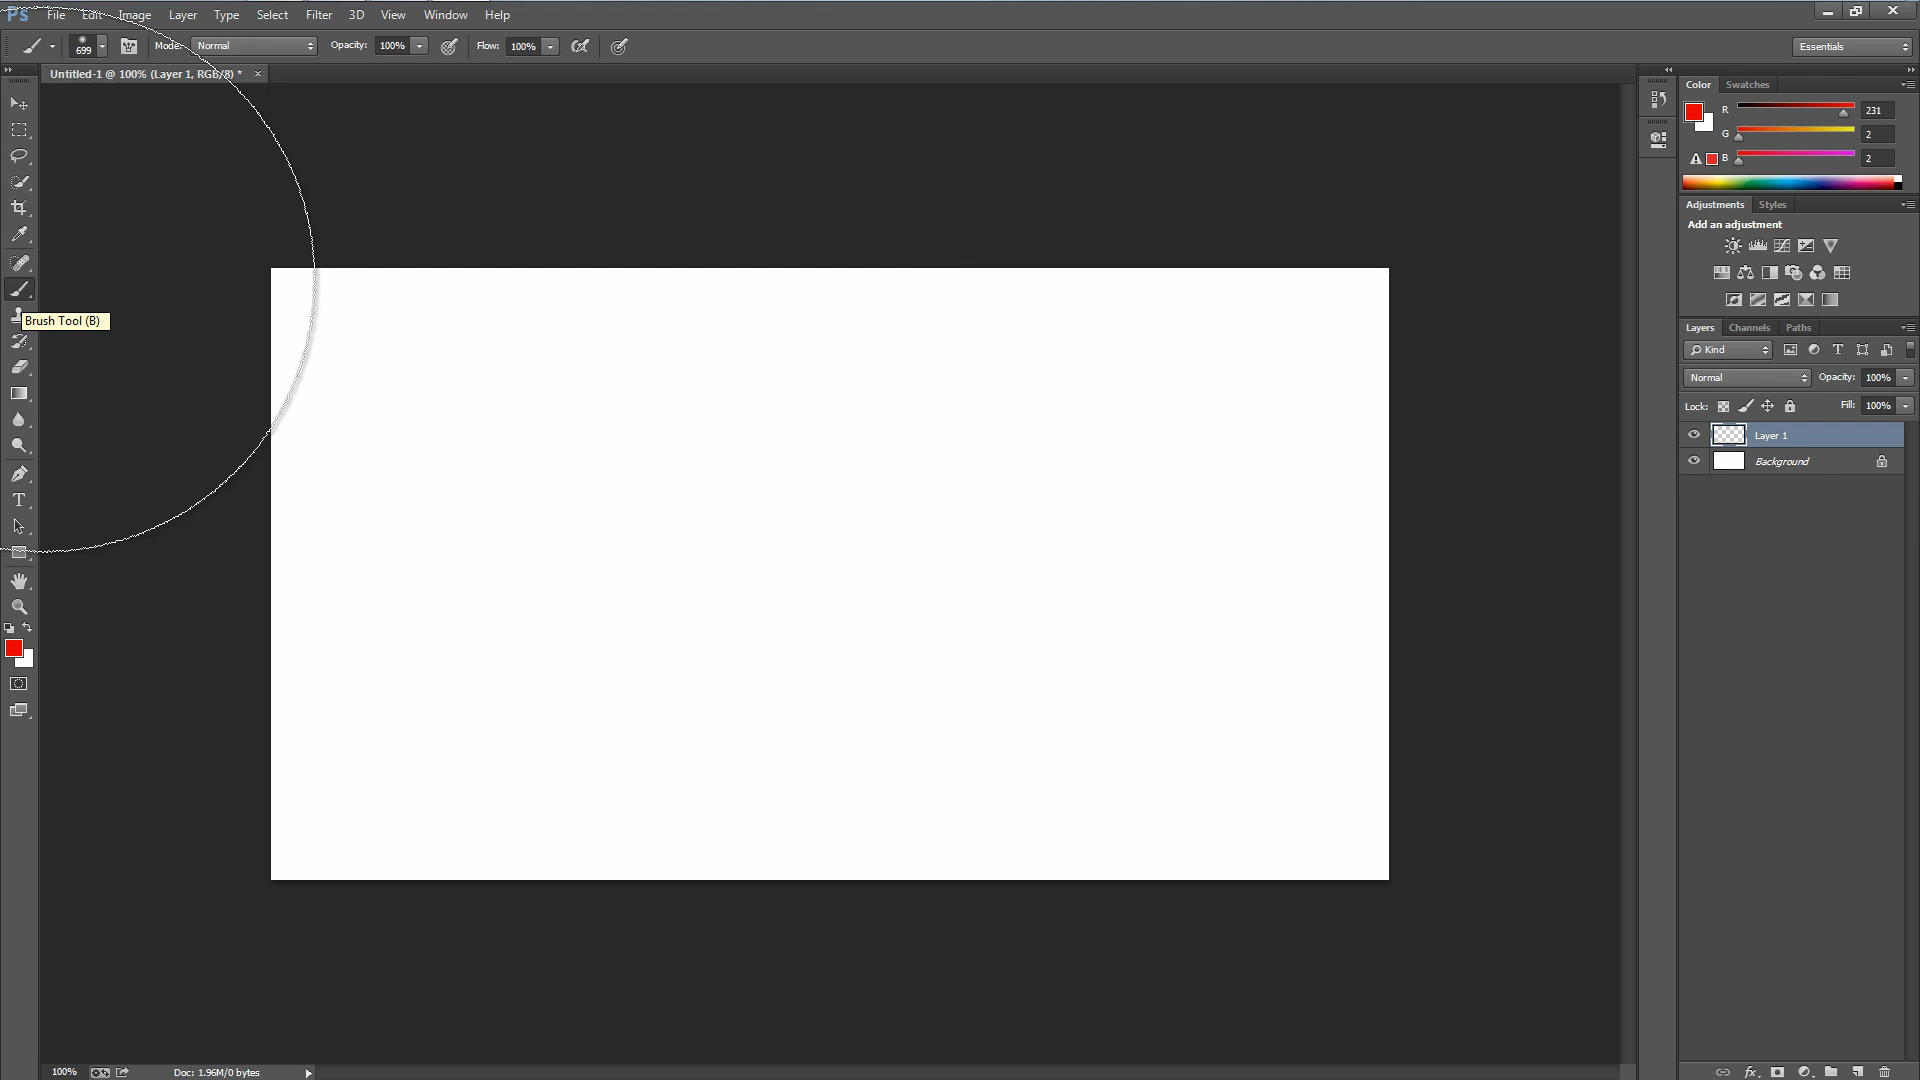 Ps File Edit Image Layer Type Select Filter 3D View Window Help
699 Mode: Normal Opacity: 100% Flow: 100% Essentials
Untitled-1 @ 100% (Layer 1, RGB/8) *
Color Swatches
R 231
G 2
B 2
Adjustments Styles
Add an adjustment
Brush Tool (B)
Layers Channels Paths
Kind
Normal Opacity: 100%
Lock: Fill: 100%
Layer 1
Background
100% Doc: 1.96M/0 bytes